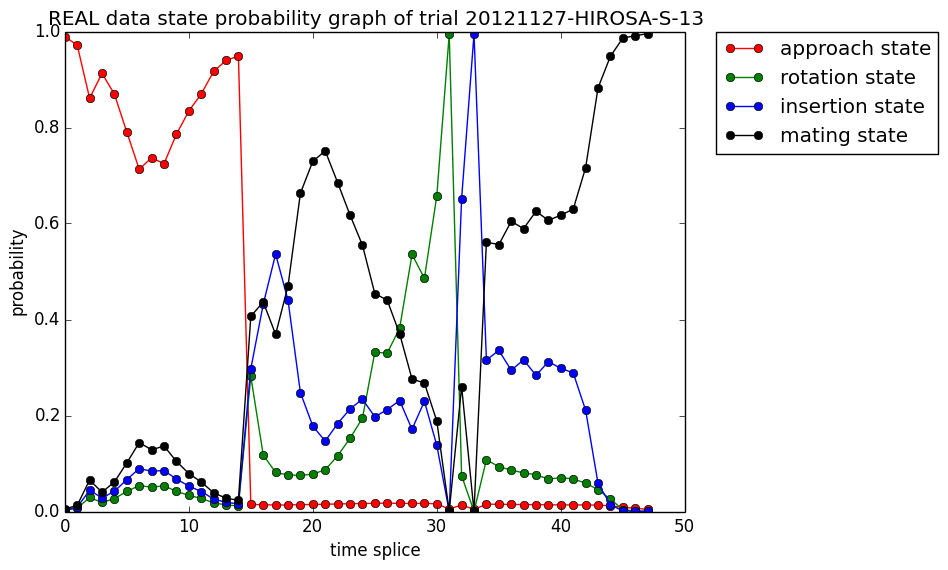 REAL data state probability graph of trial 20121127-HIROSA-S-13
1.0
0.8
0.6
0.4
0.2
0.0
probability
0 10 20 30 40 50
time splice
approach state
rotation state
insertion state
mating state